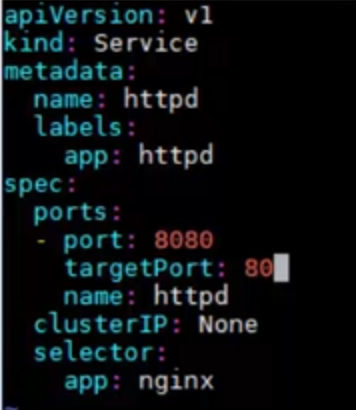 apiVersion: v1
kind: Service
metadata:
  name: httpd
  labels:
    app: httpd
spec:
  ports:
  - port: 8080
    targetPort: 80
    name: httpd
  clusterIP: None
  selector:
    app: nginx
~